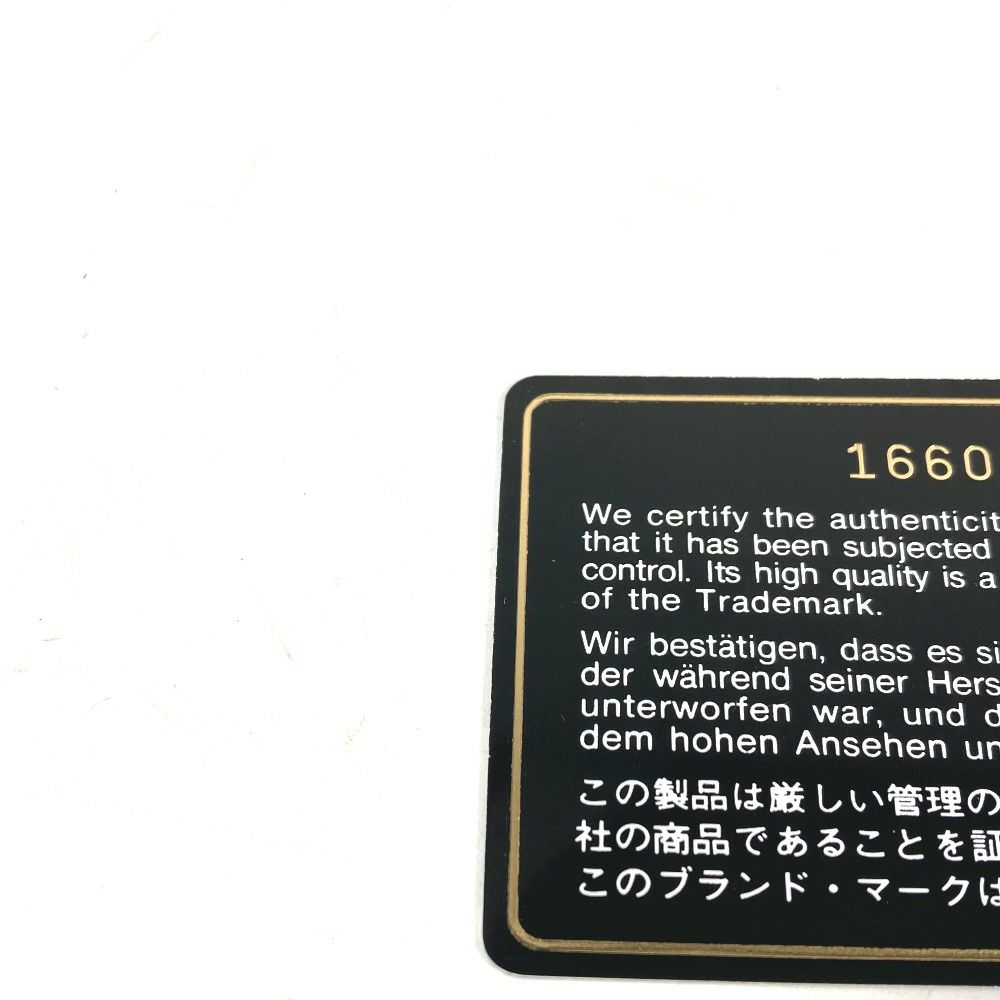 1660
We certify the authenticit
that it has been subjected
control. Its high quality is a
of the Trademark.
Wir bestätigen, dass es si
der während seiner Hers
unterworfen war, und d
dem hohen Ansehen un
この製品は厳しい管理の
社の商品であることを証
このブランド・マークは